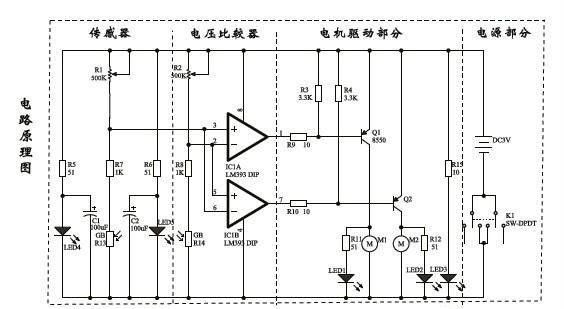 电路原理图
传感器
电压比较器
电机驱动部分
电源部分
R1
500K
R2
500K
R3
3.3K
R4
3.3K
8
3
2
1
IC1A
LM393 DIP
R9 10
Q1
8550
DC3V
R5
51
R7
1K
R6
51
R8
1K
R15
10
5
6
7
4
IC1B
LM393 DIP
R10 10
Q2
K1
SW-DPDT
C1
100uF
C2
100uF
LED4
LED5
GB
R13
GB
R14
R11
51
M
M1
M
M2
R12
51
LED1
LED2
LED3